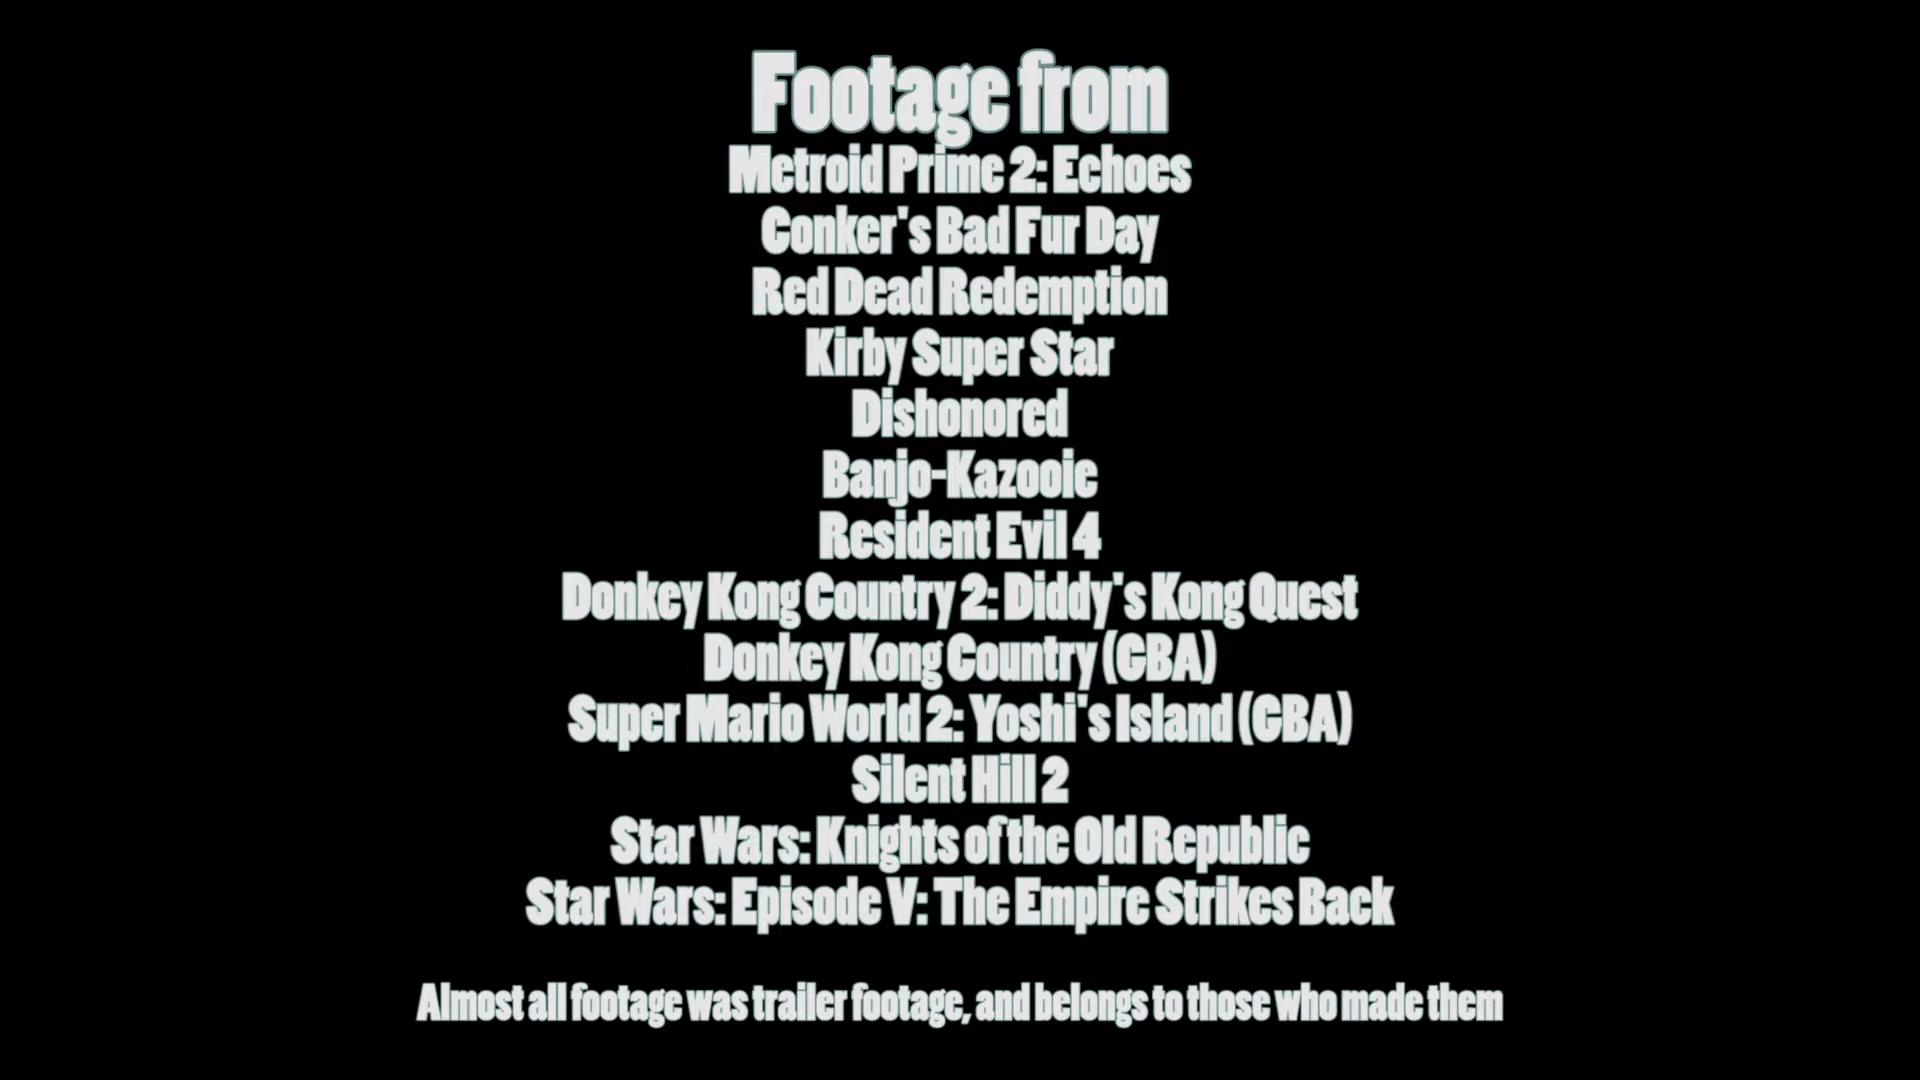 Footage from
Metroid Prime 2: Echoes
Conker's Bad Fur Day
Red Dead Redemption
Kirby Super Star
Dishonored
Banjo-Kazooie
Resident Evil 4
Donkey Kong Country 2: Diddy's Kong Quest
Donkey Kong Country (GBA)
Super Mario World 2: Yoshi's Island (GBA)
Silent Hill 2
Star Wars: Knights of the Old Republic
Star Wars: Episode V: The Empire Strikes Back
Almost all footage was trailer footage, and belongs to those who made them